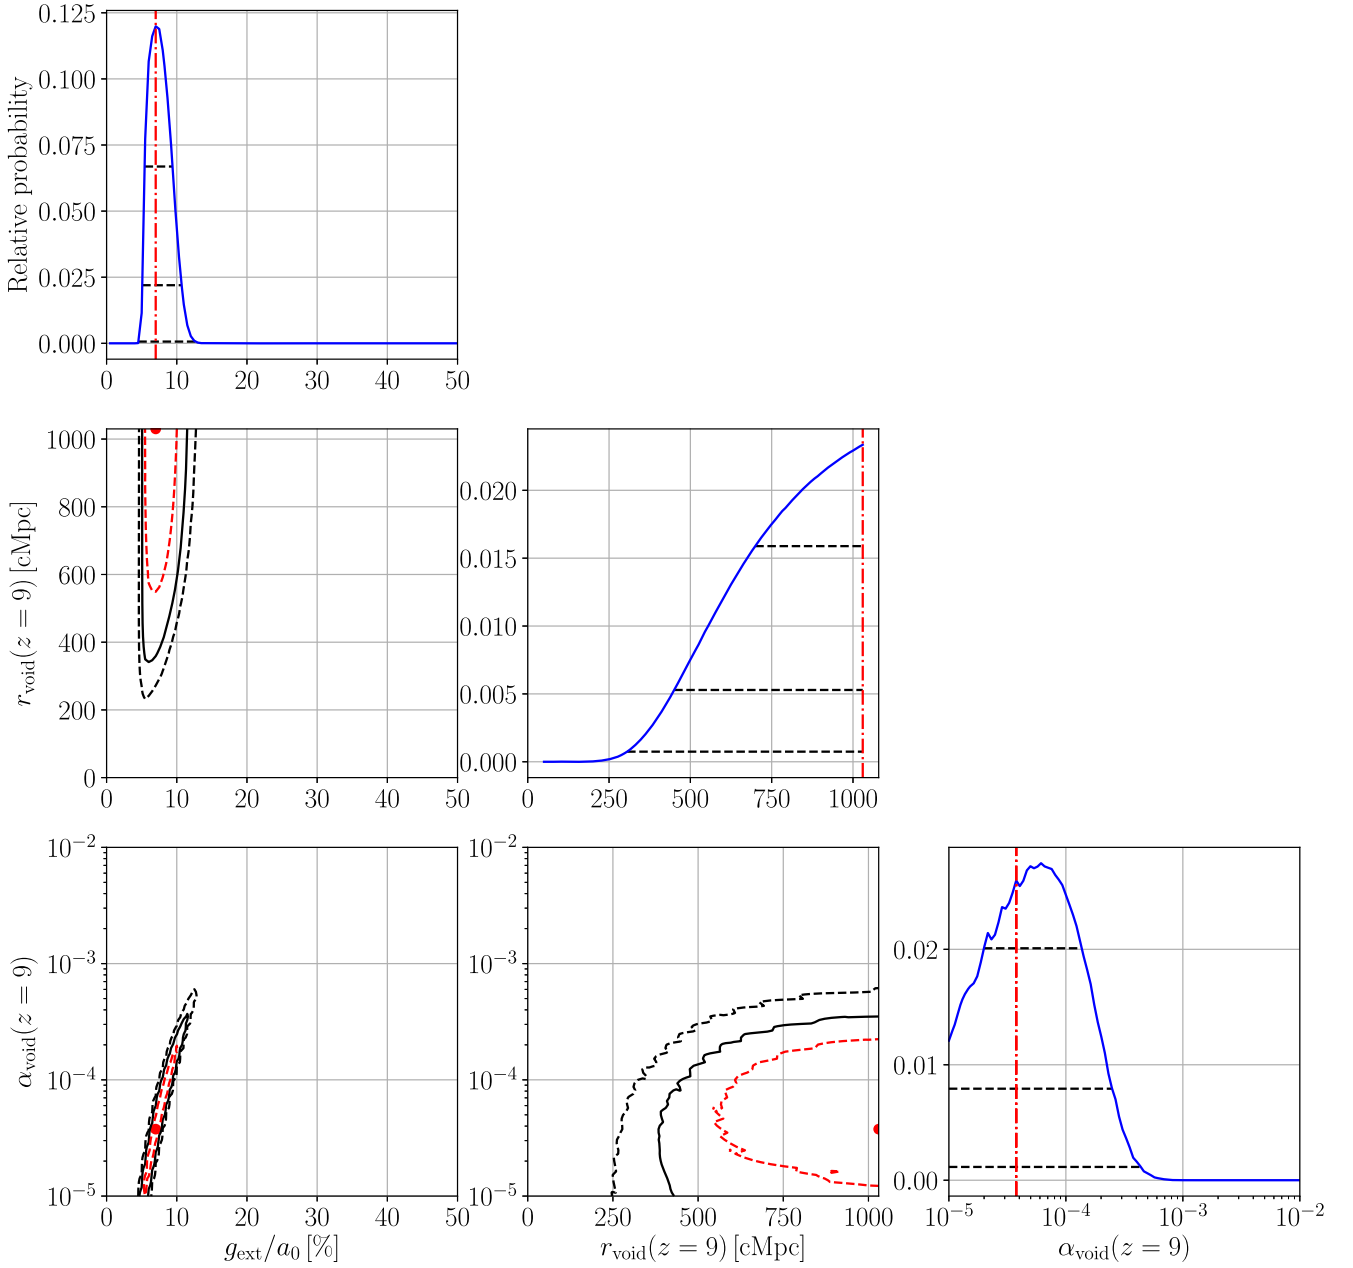 0.125
0.100
0.075
0.050
0.025
0.000
Relative probability
0 10 20 30 40 50
1000
800
600
400
200
0
r_void(z = 9) [cMpc]
0 10 20 30 40 50
0.020
0.015
0.010
0.005
0.000
0 250 500 750 1000
10^−2
10^−3
10^−4
10^−5
α_void(z = 9)
0 10 20 30 40 50
g_ext/a_0 [%]
10^−2
10^−3
10^−4
10^−5
0 250 500 750 1000
r_void(z = 9) [cMpc]
0.02
0.01
0.00
10^−5 10^−4 10^−3 10^−2
α_void(z = 9)